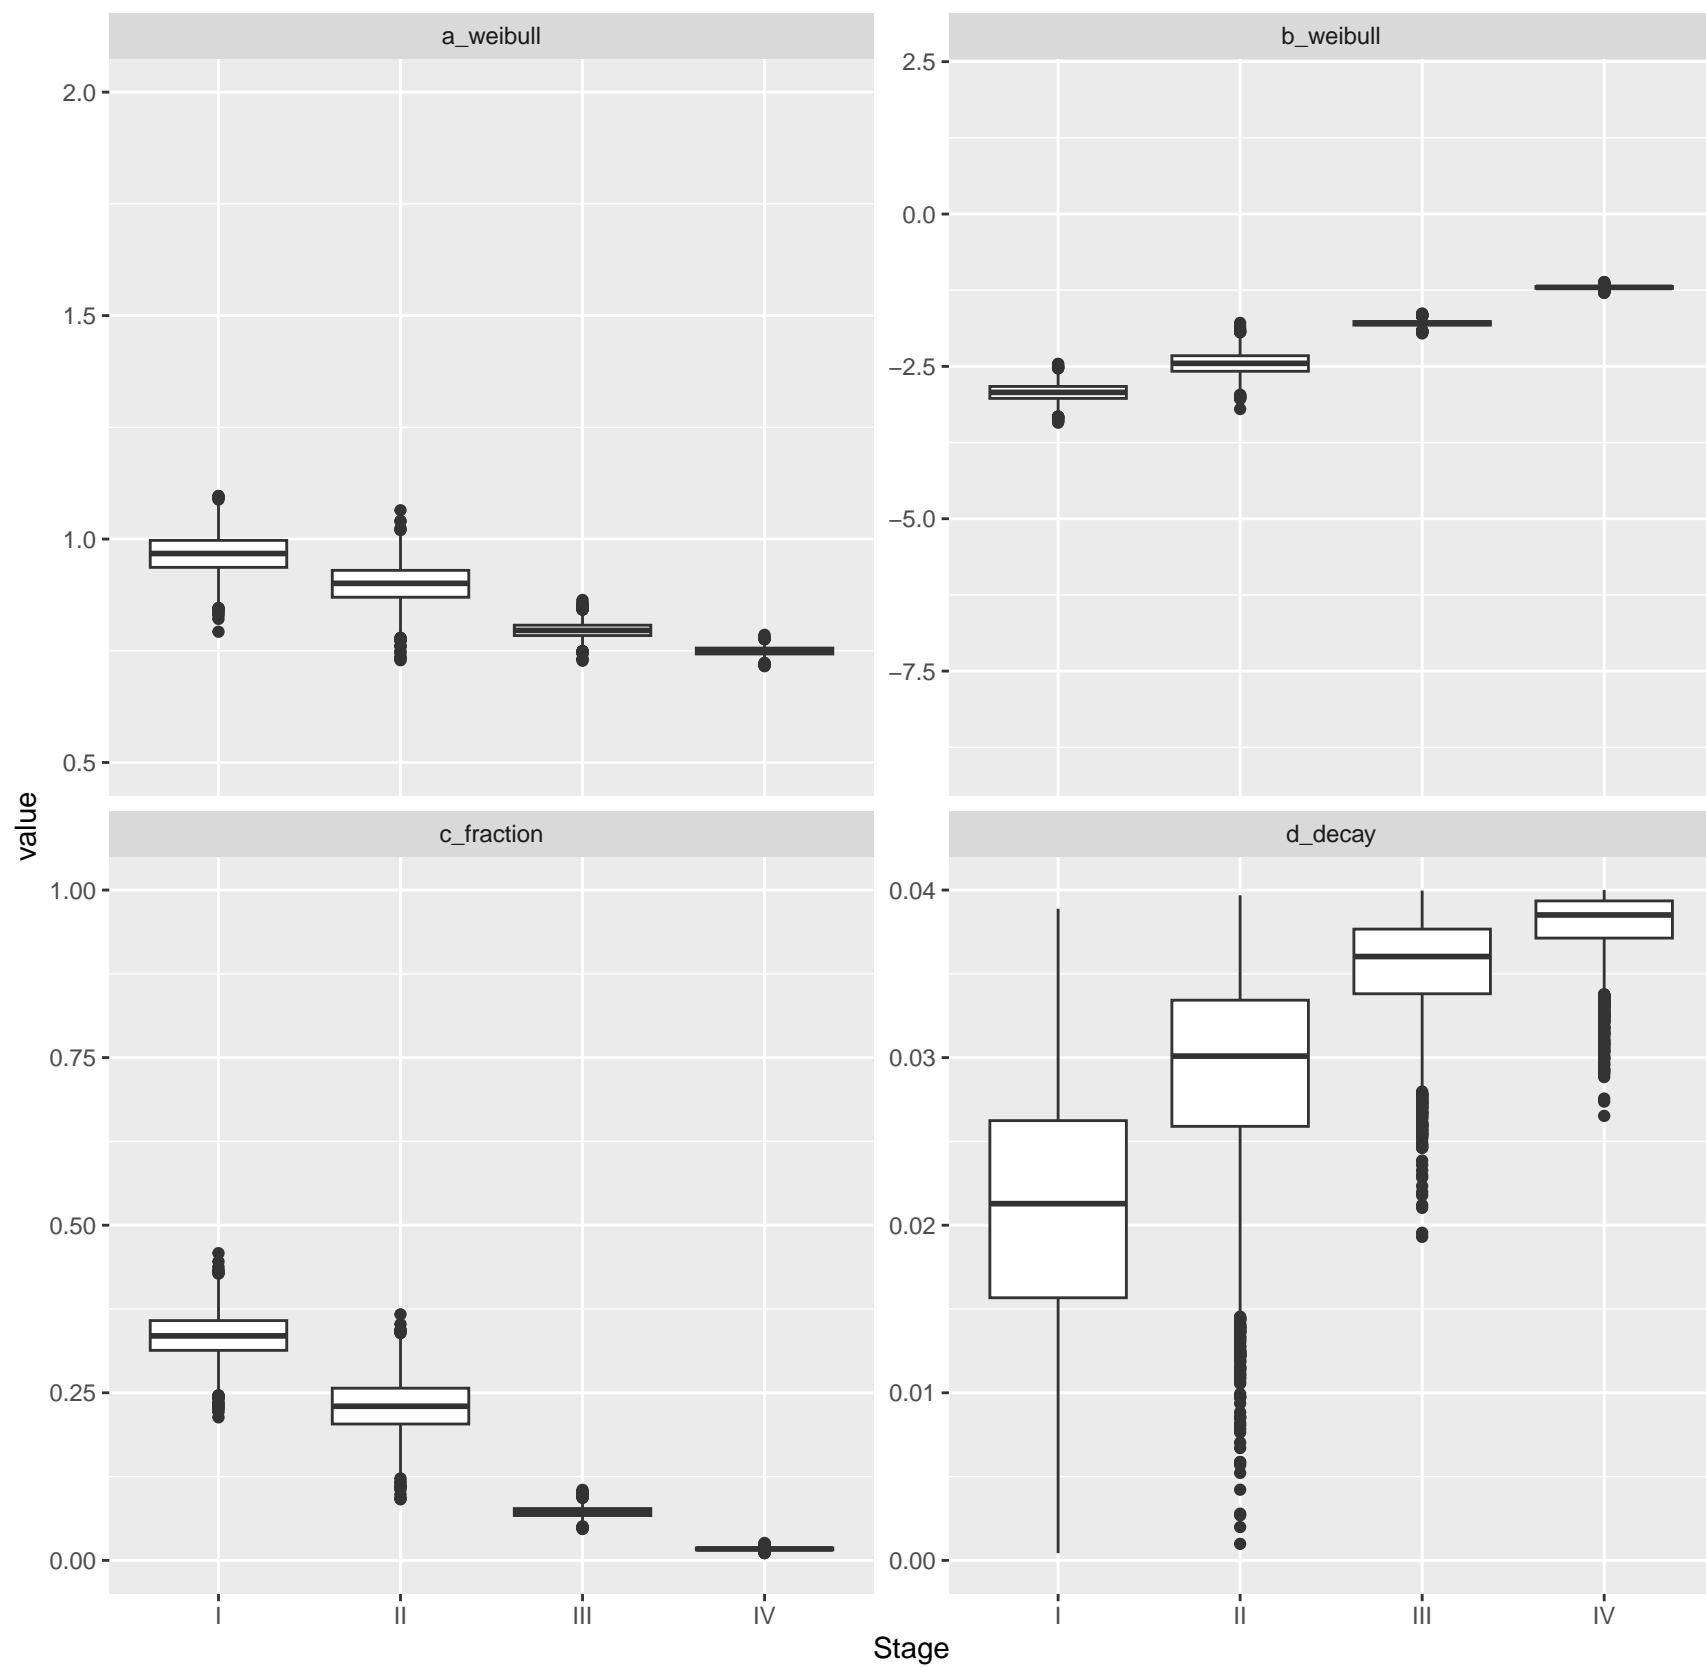 a_weibull
b_weibull
2.0
1.5
1.0
0.5
2.5
0.0
−2.5
−5.0
−7.5
value
c_fraction
d_decay
1.00
0.75
0.50
0.25
0.00
0.04
0.03
0.02
0.01
0.00
I II III IV
I II III IV
Stage